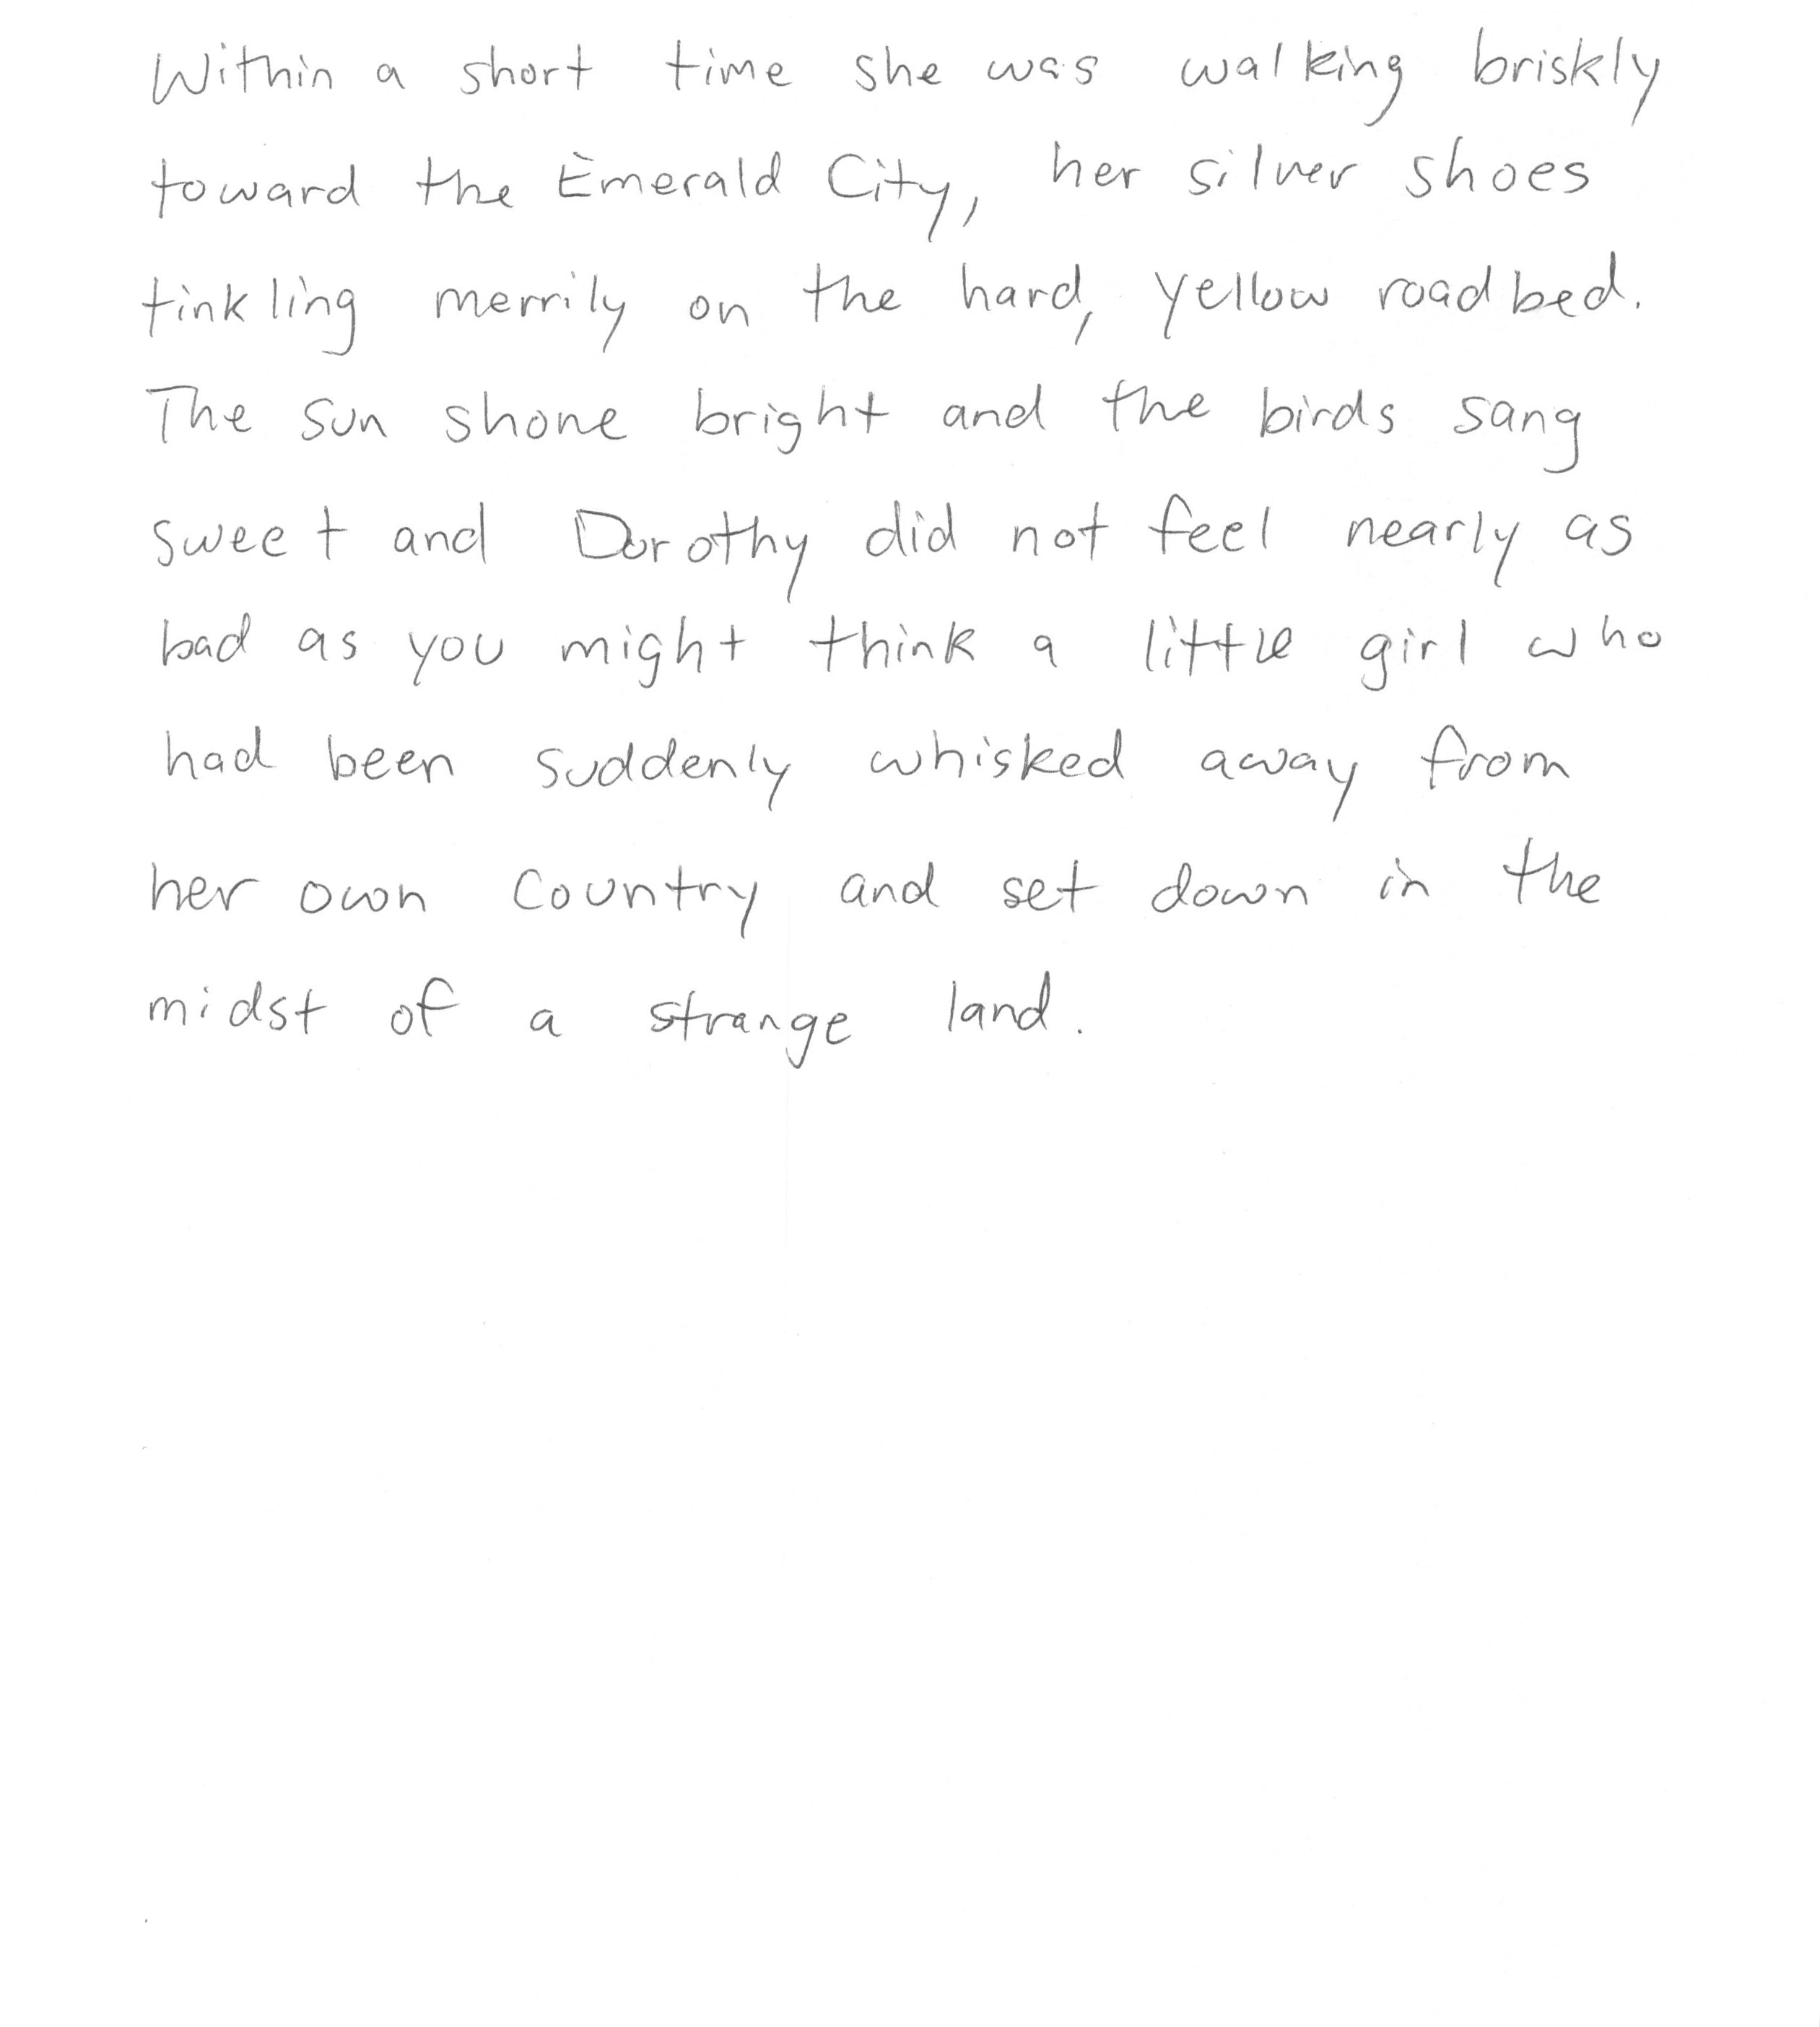 Within a short time she was walking briskly
toward the Emerald City, her silver shoes
tinkling merrily on the hard, yellow roadbed.
The sun shone bright and the birds sang
sweet and Dorothy did not feel nearly as
bad as you might think a little girl who
had been suddenly whisked away from
her own country and set down in the
midst of a strange land.